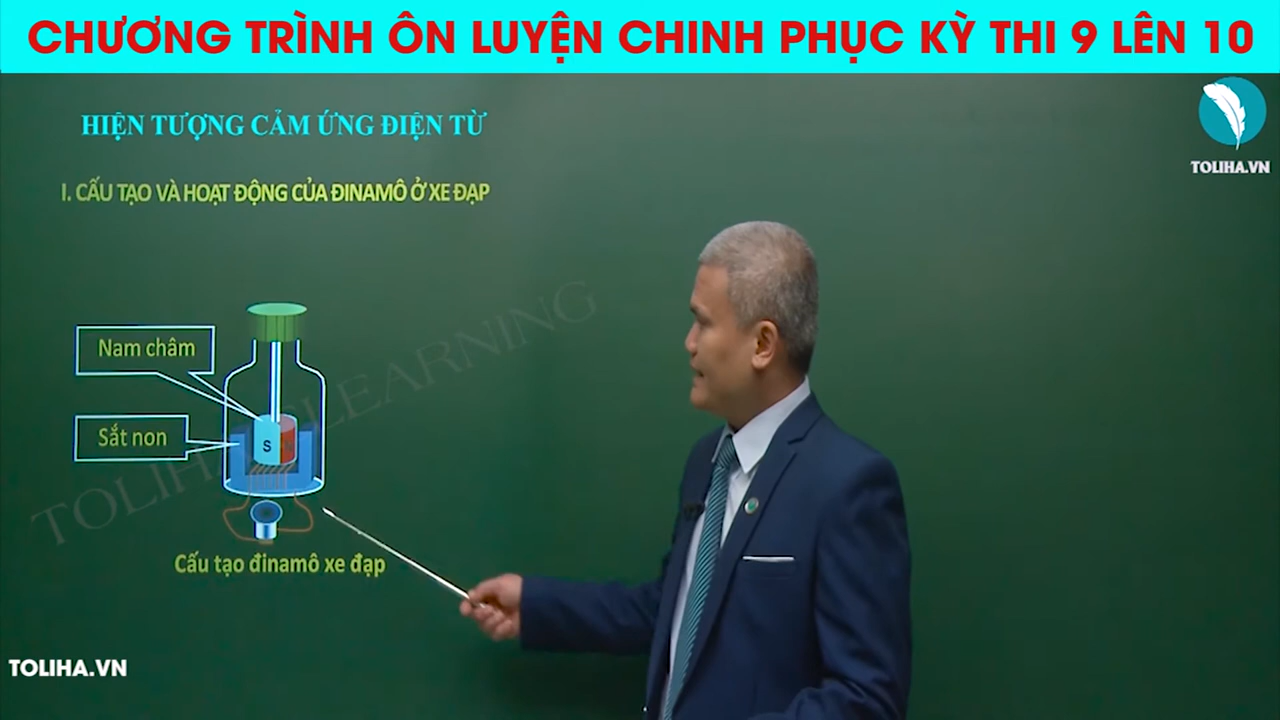 CHƯƠNG TRÌNH ÔN LUYỆN CHINH PHỤC KỲ THI 9 LÊN 10
TOLIHA.VN
HIỆN TƯỢNG CẢM ỨNG ĐIỆN TỪ
I. CẤU TẠO VÀ HOẠT ĐỘNG CỦA ĐINAMÔ Ở XE ĐẠP
Nam châm
Sắt non
S
Cấu tạo đinamô xe đạp
TOLIHA.VN